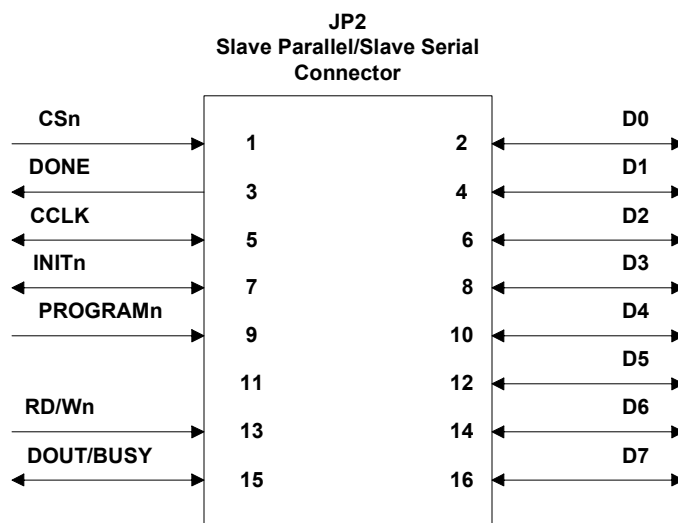 JP2
Slave Parallel/Slave Serial
Connector
CSn 1 2 D0
DONE 3 4 D1
CCLK 5 6 D2
INITn 7 8 D3
PROGRAMn 9 10 D4
11 12 D5
RD/Wn 13 14 D6
DOUT/BUSY 15 16 D7